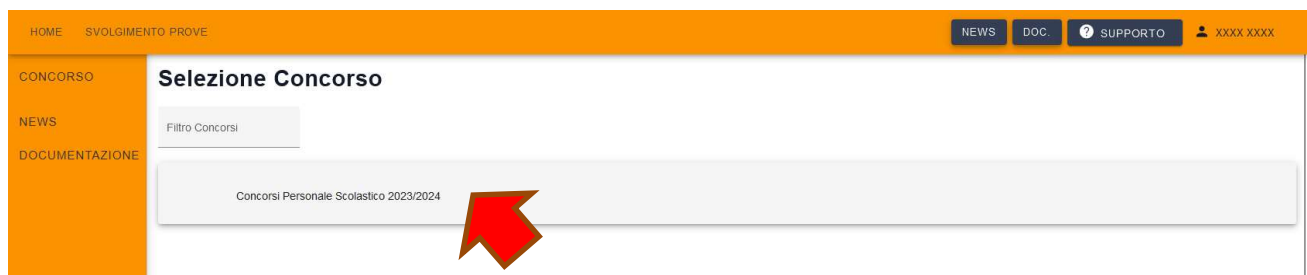 HOME SVOLGIMENTO PROVE NEWS DOC. ? SUPPORTO XXXX XXXX
CONCORSO
NEWS
DOCUMENTAZIONE
Selezione Concorso
Filtro Concorsi
Concorsi Personale Scolastico 2023/2024